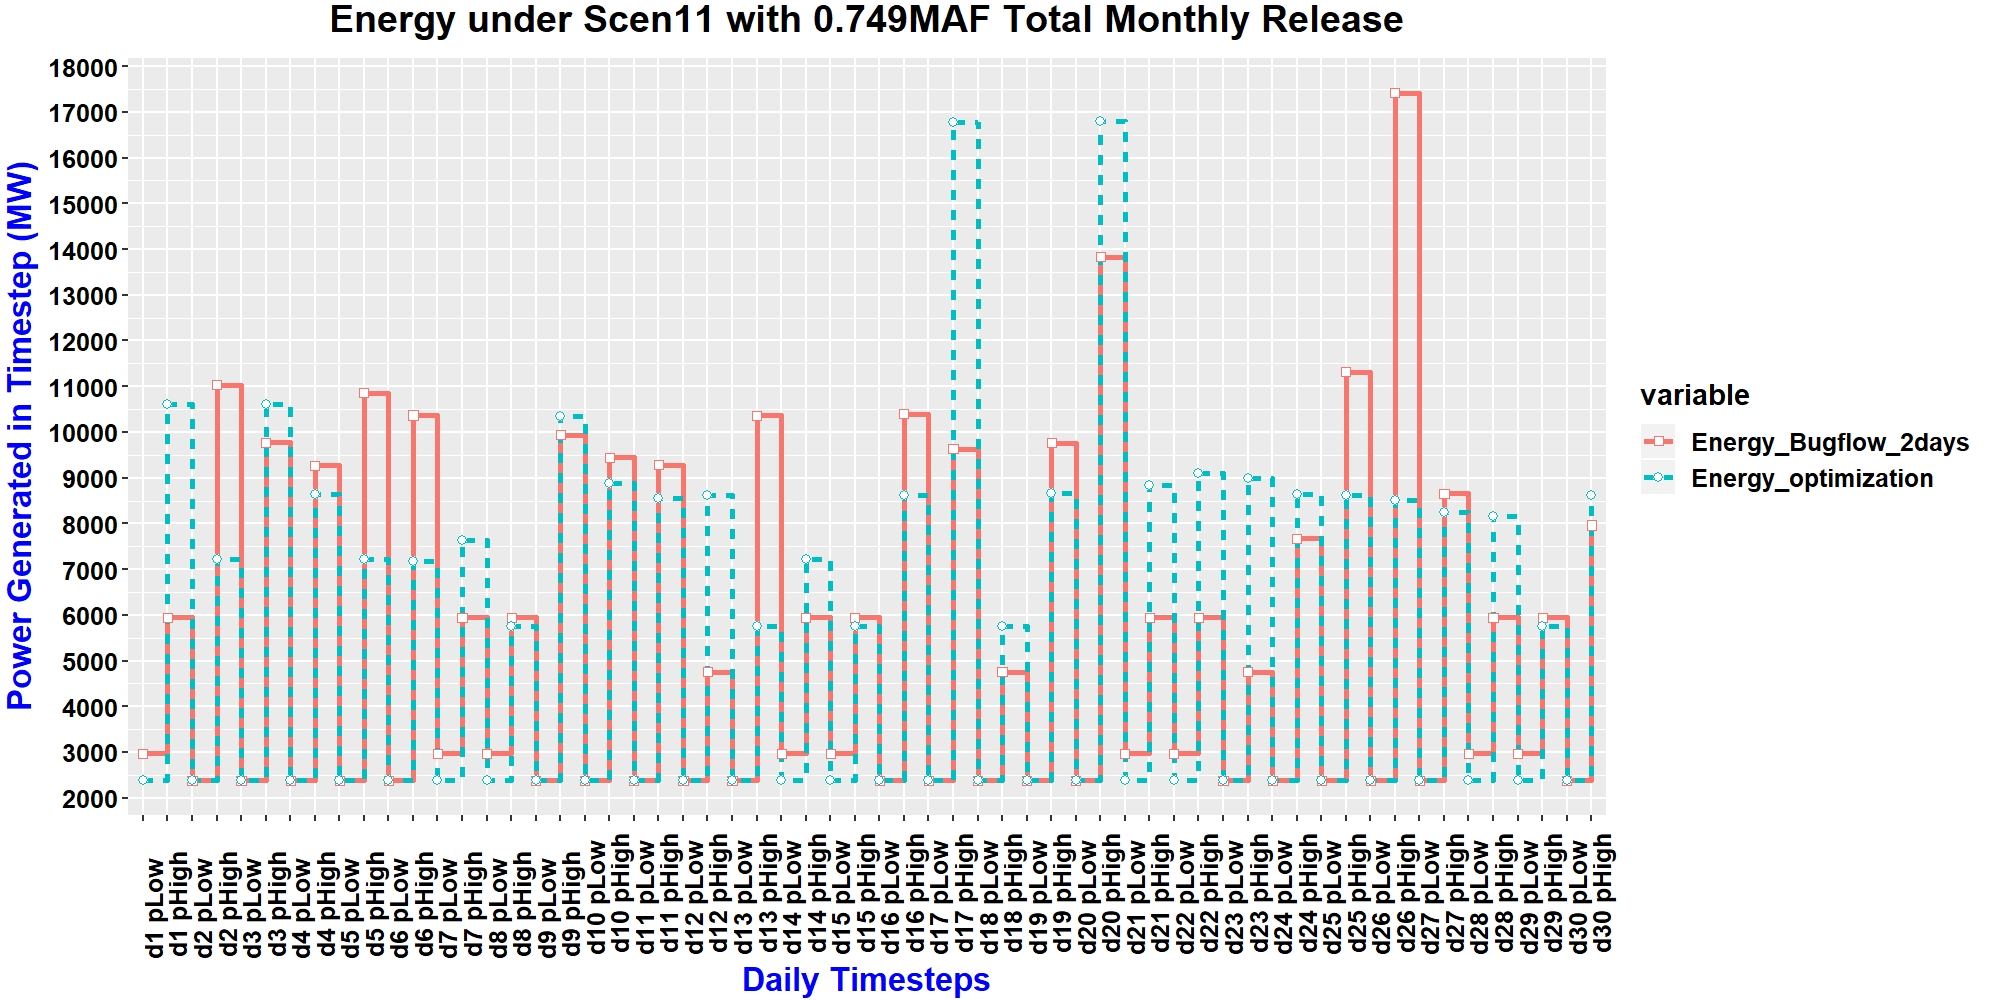 Energy under Scen11 with 0.749MAF Total Monthly Release
Power Generated in Timestep (MW)
18000
17000
16000
15000
14000
13000
12000
11000
10000
9000
8000
7000
6000
5000
4000
3000
2000
variable
Energy_Bugflow_2days
Energy_optimization
d1 pLow
d1 pHigh
d2 pLow
d2 pHigh
d3 pLow
d3 pHigh
d4 pLow
d4 pHigh
d5 pLow
d5 pHigh
d6 pLow
d6 pHigh
d7 pLow
d7 pHigh
d8 pLow
d8 pHigh
d9 pLow
d9 pHigh
d10 pLow
d10 pHigh
d11 pLow
d11 pHigh
d12 pLow
d12 pHigh
d13 pLow
d13 pHigh
d14 pLow
d14 pHigh
d15 pLow
d15 pHigh
d16 pLow
d16 pHigh
d17 pLow
d17 pHigh
d18 pLow
d18 pHigh
d19 pLow
d19 pHigh
d20 pLow
d20 pHigh
d21 pLow
d21 pHigh
d22 pLow
d22 pHigh
d23 pLow
d23 pHigh
d24 pLow
d24 pHigh
d25 pLow
d25 pHigh
d26 pLow
d26 pHigh
d27 pLow
d27 pHigh
d28 pLow
d28 pHigh
d29 pLow
d29 pHigh
d30 pLow
d30 pHigh
Daily Timesteps